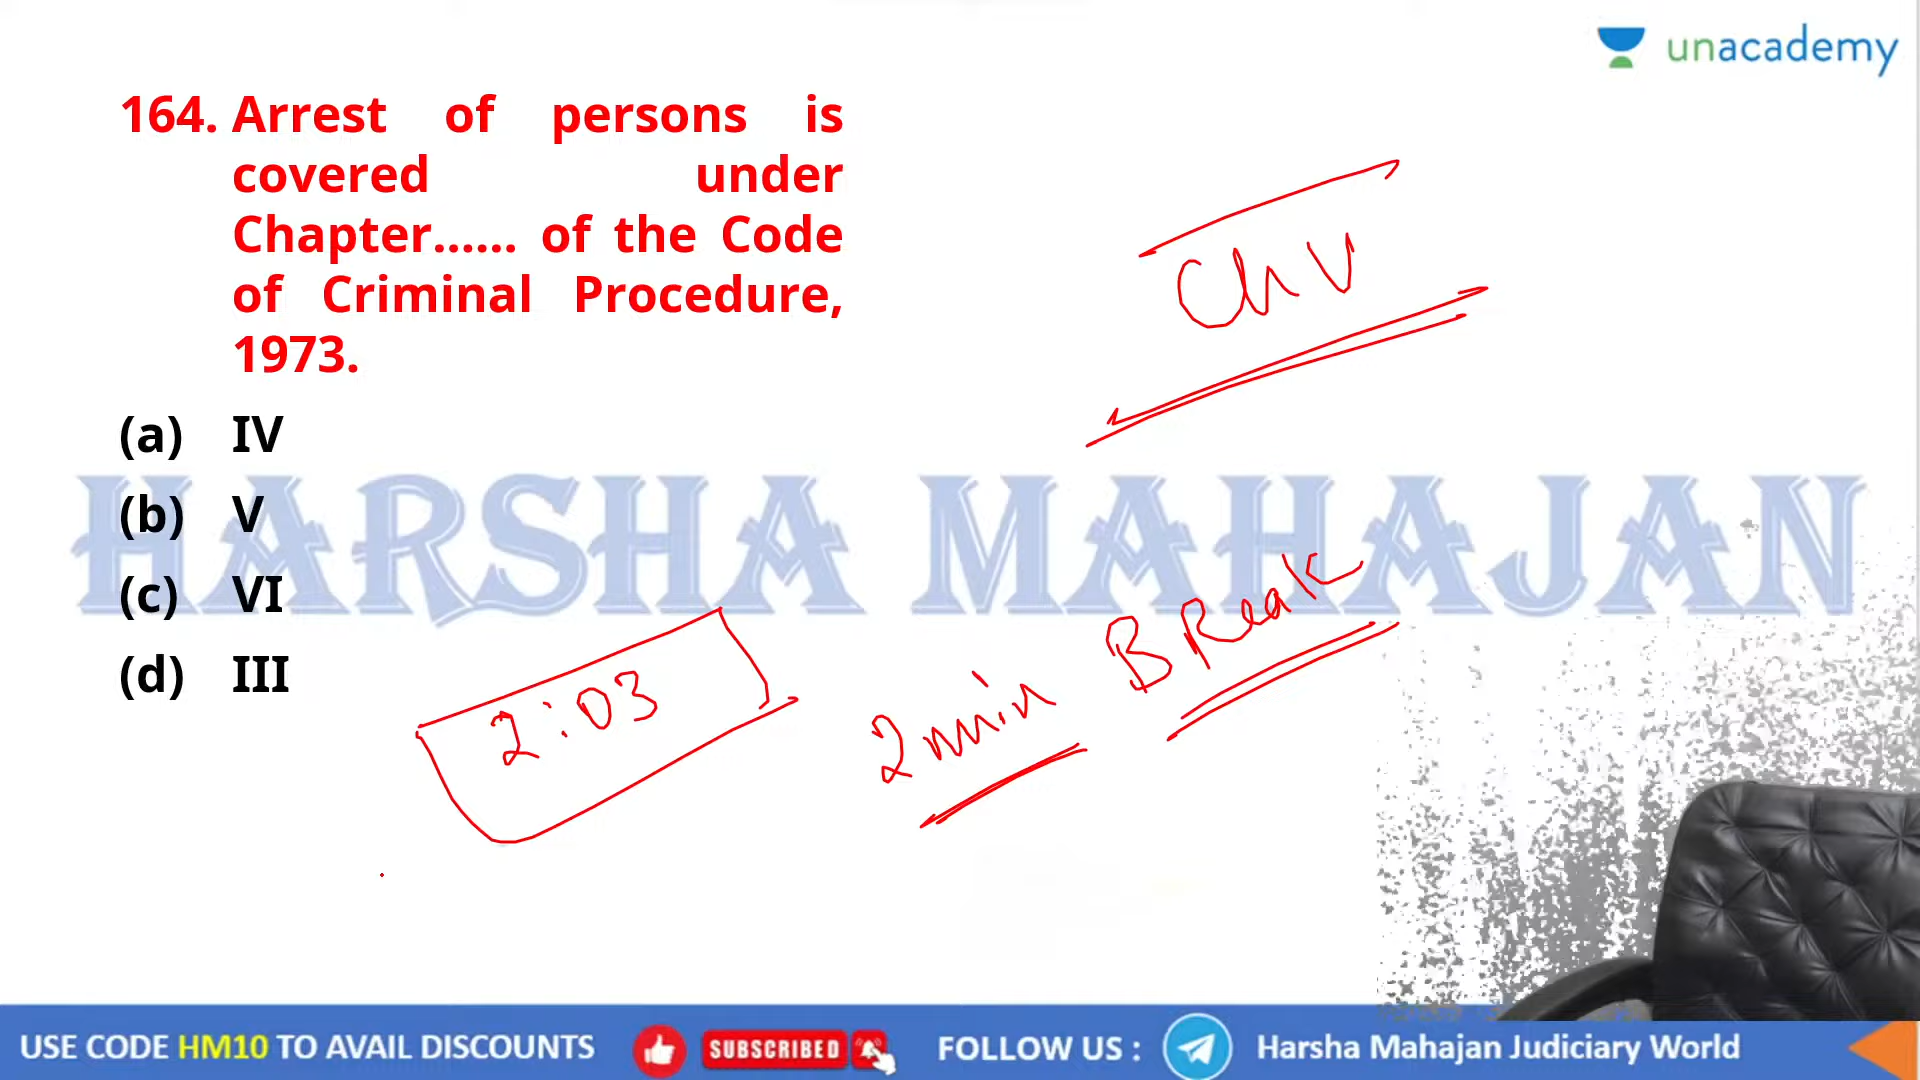 unacademy
164. Arrest of persons is
covered under
Chapter...... of the Code
of Criminal Procedure,
1973.
Ch V
(a) IV
(b) V
(c) VI
(d) III
HARSHA MAHAJAN
2:03
2 min BReak
USE CODE HM10 TO AVAIL DISCOUNTS
SUBSCRIBED
FOLLOW US :
Harsha Mahajan Judiciary World